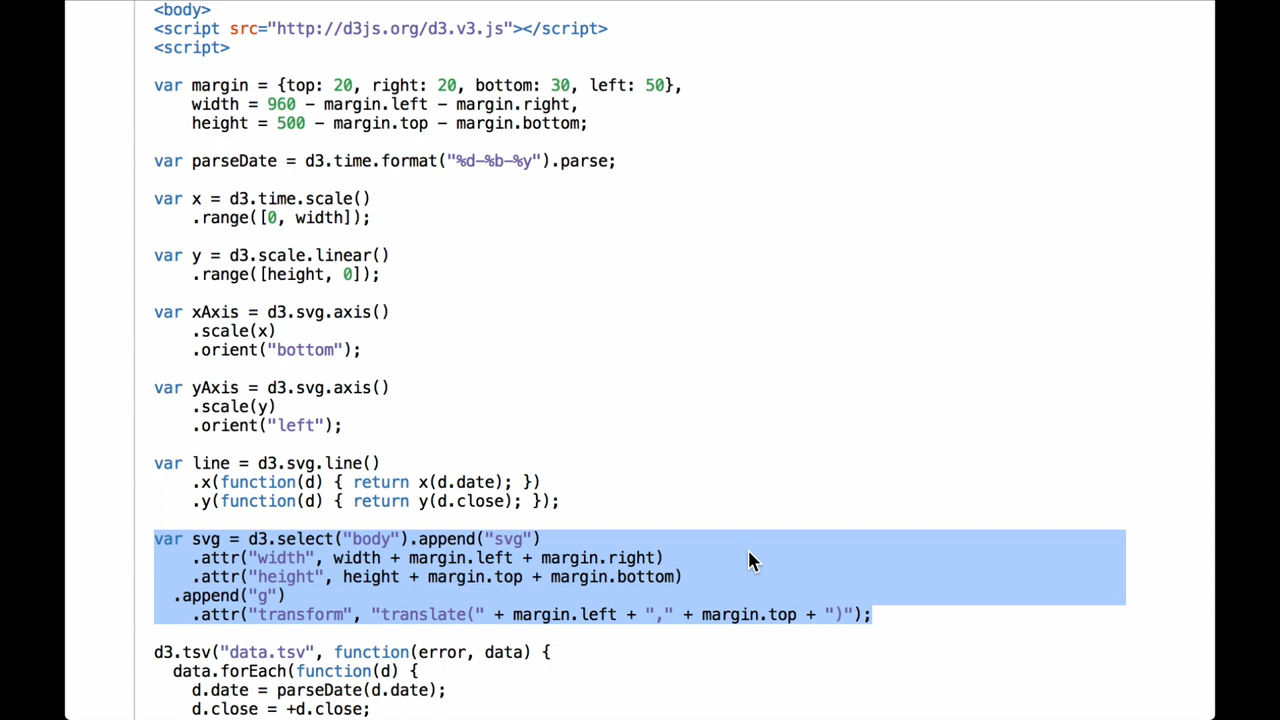 <body>
<script src="http://d3js.org/d3.v3.js"></script>
<script>
var margin = {top: 20, right: 20, bottom: 30, left: 50},
    width = 960 - margin.left - margin.right,
    height = 500 - margin.top - margin.bottom;
var parseDate = d3.time.format("%d-%b-%y").parse;
var x = d3.time.scale()
    .range([0, width]);
var y = d3.scale.linear()
    .range([height, 0]);
var xAxis = d3.svg.axis()
    .scale(x)
    .orient("bottom");
var yAxis = d3.svg.axis()
    .scale(y)
    .orient("left");
var line = d3.svg.line()
    .x(function(d) { return x(d.date); })
    .y(function(d) { return y(d.close); });
var svg = d3.select("body").append("svg")
    .attr("width", width + margin.left + margin.right)
    .attr("height", height + margin.top + margin.bottom)
  .append("g")
    .attr("transform", "translate(" + margin.left + "," + margin.top + ")");
d3.tsv("data.tsv", function(error, data) {
  data.forEach(function(d) {
    d.date = parseDate(d.date);
    d.close = +d.close;